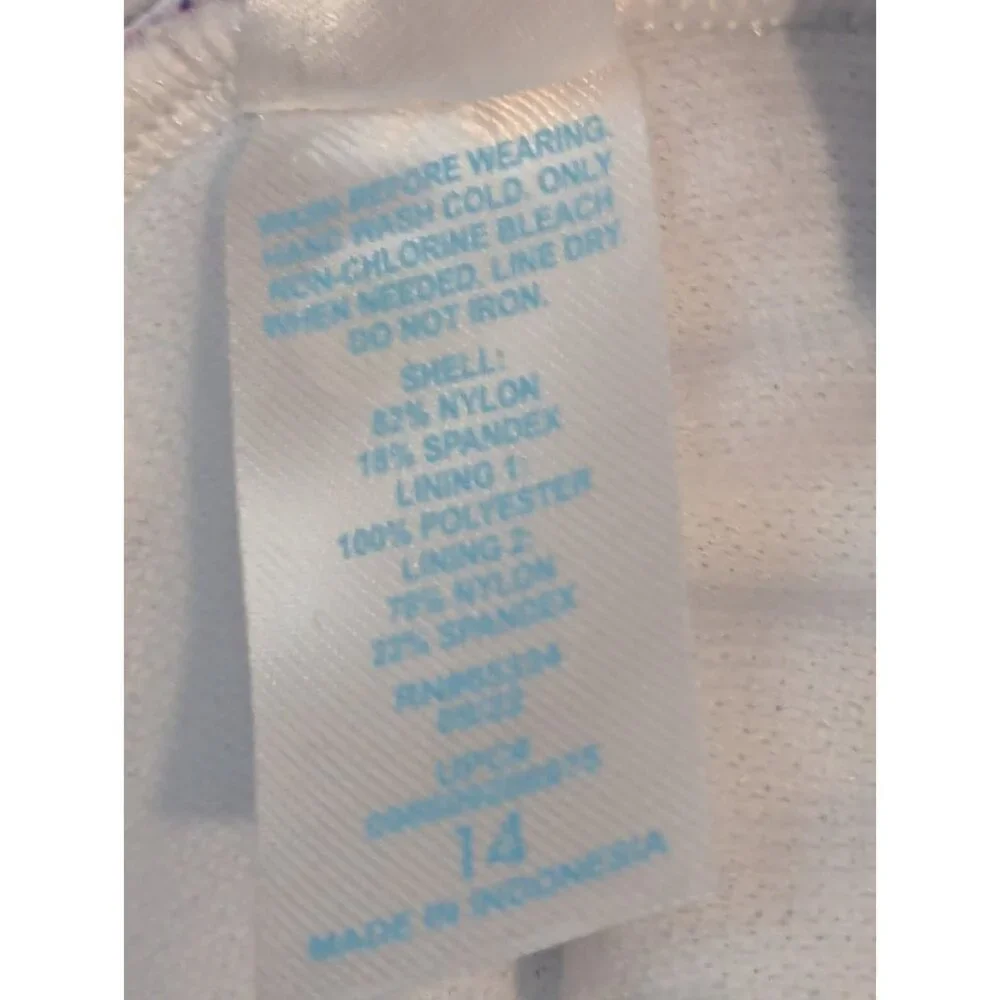 WASH BEFORE WEARING.
HAND WASH COLD. ONLY
NON-CHLORINE BLEACH
WHEN NEEDED. LINE DRY.
DO NOT IRON.
SHELL:
82% NYLON
18% SPANDEX
LINING 1:
100% POLYESTER
LINING 2:
78% NYLON
22% SPANDEX
UPC#
14
MADE IN INDONESIA